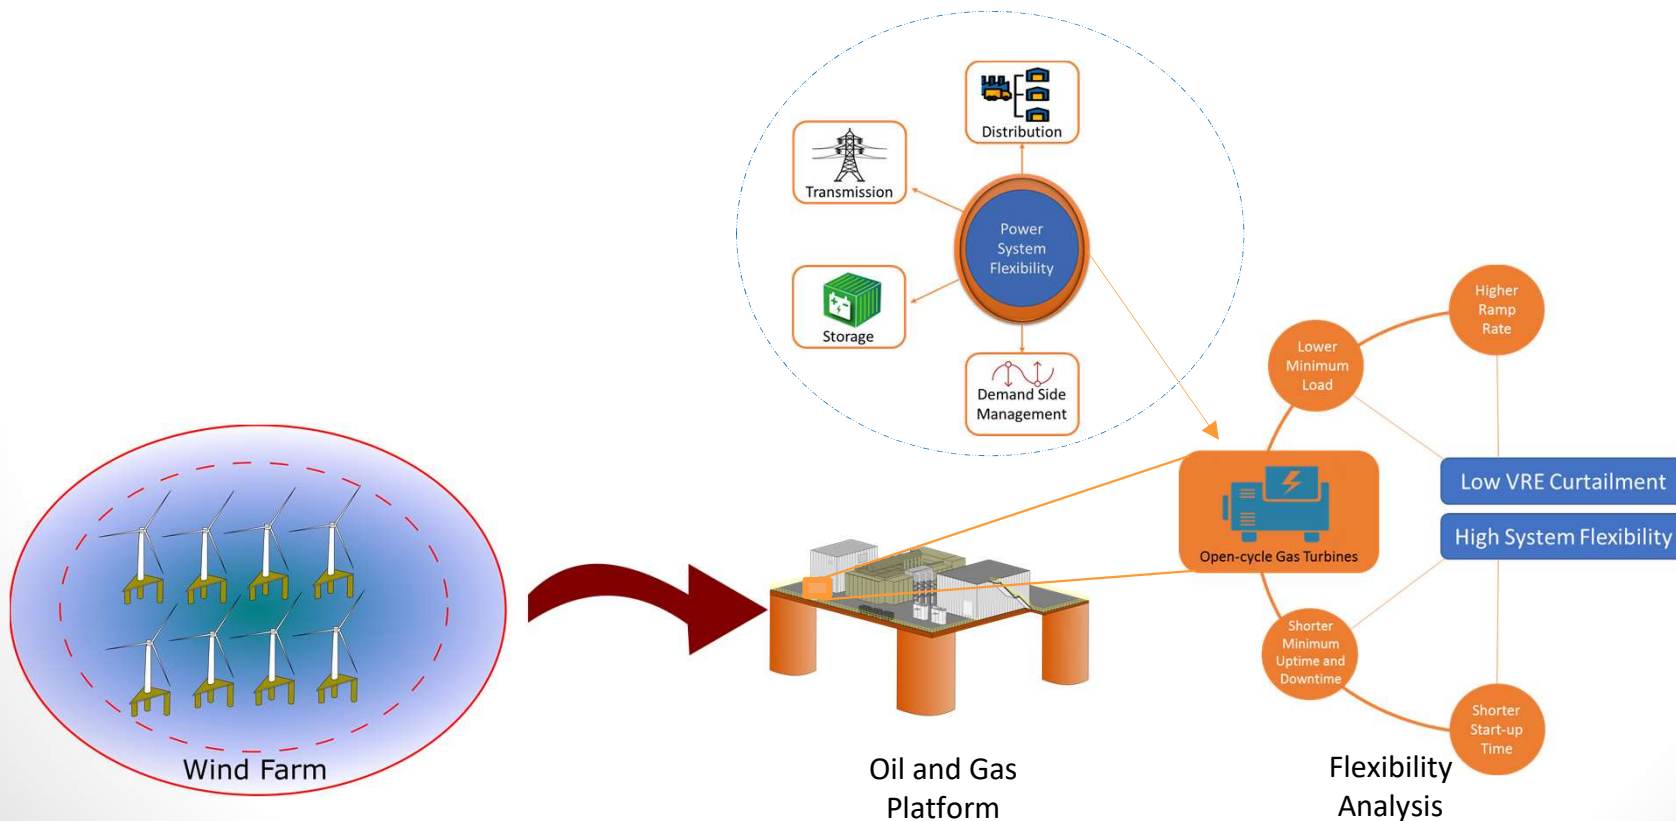 Distribution
Transmission
Power
System
Flexibility
Storage
Demand Side
Management
Higher
Ramp
Rate
Lower
Minimum
Load
Low VRE Curtailment
High System Flexibility
Open-cycle Gas Turbines
Shorter
Minimum
Uptime and
Downtime
Shorter
Start-up
Time
Wind Farm
Oil and Gas
Platform
Flexibility
Analysis